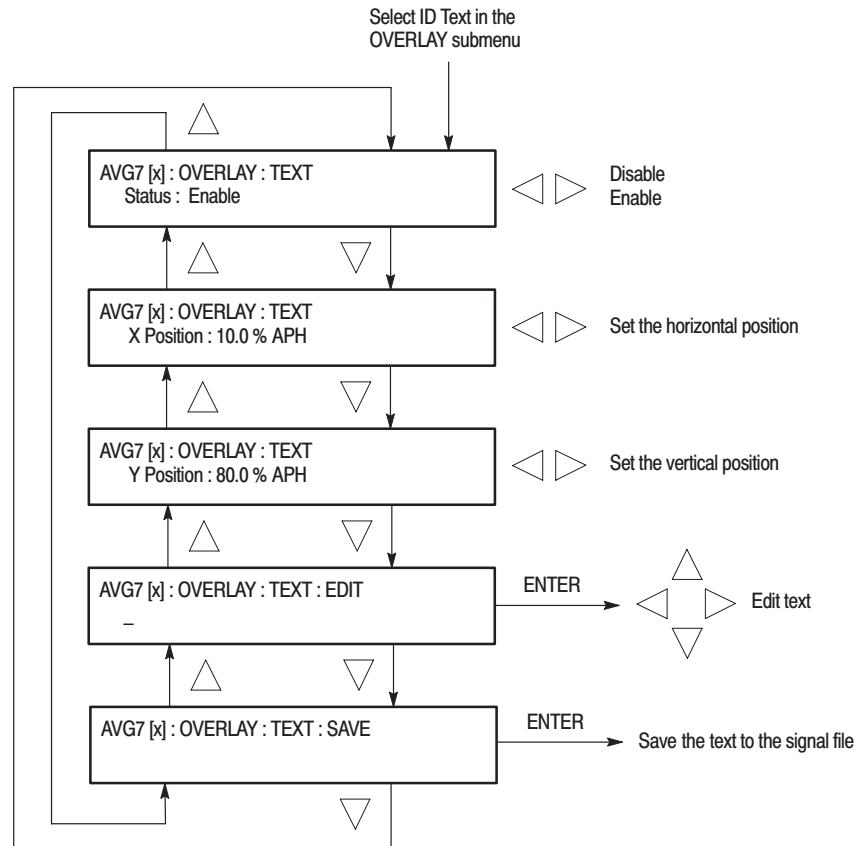 Select ID Text in the
OVERLAY submenu
AVG7 [x] : OVERLAY : TEXT
Status : Enable
Disable
Enable
AVG7 [x] : OVERLAY : TEXT
X Position : 10.0 % APH
Set the horizontal position
AVG7 [x] : OVERLAY : TEXT
Y Position : 80.0 % APH
Set the vertical position
AVG7 [x] : OVERLAY : TEXT : EDIT
_
ENTER
Edit text
AVG7 [x] : OVERLAY : TEXT : SAVE
ENTER
Save the text to the signal file